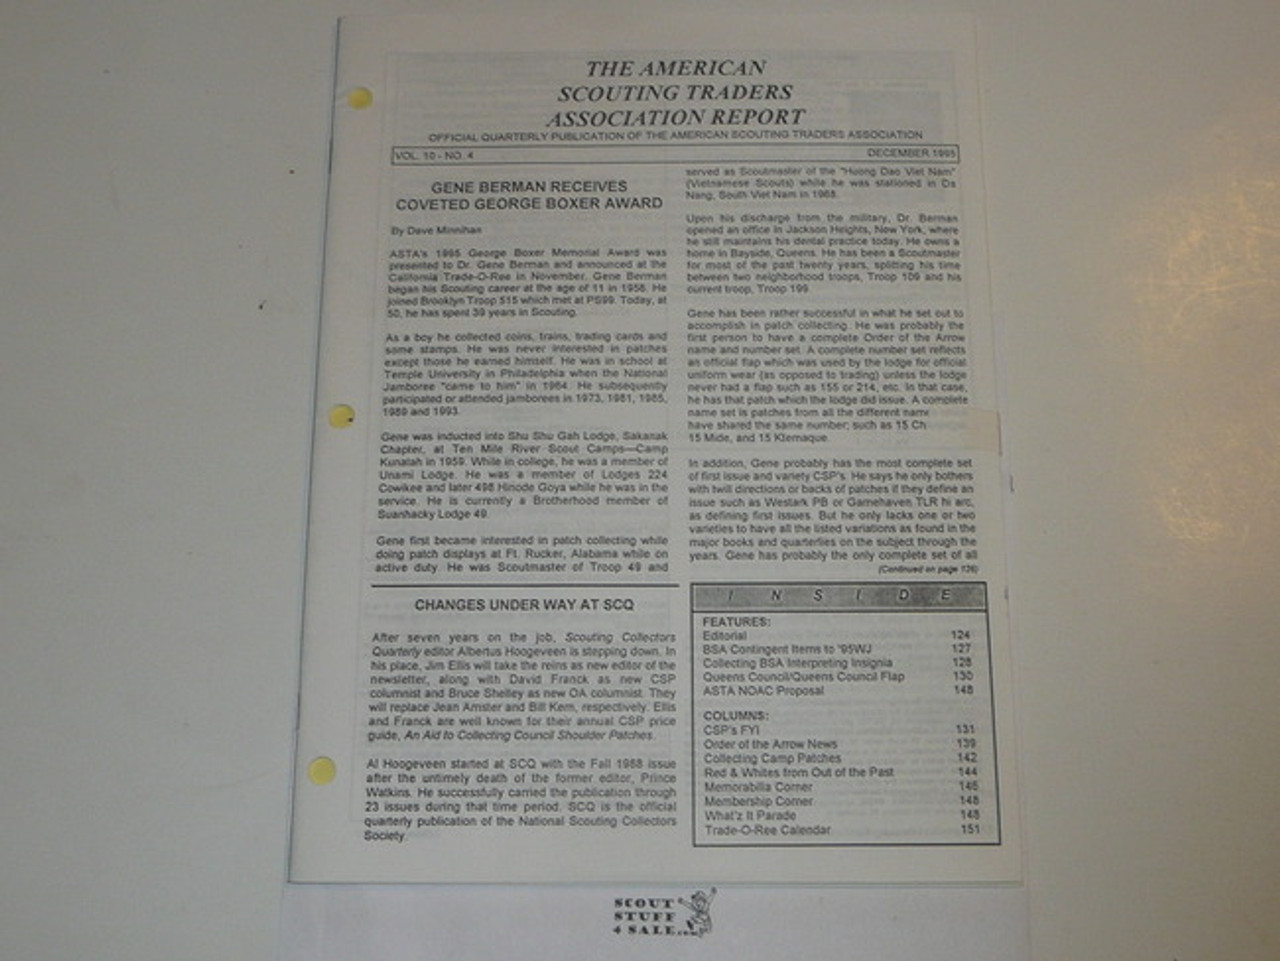 THE AMERICAN
SCOUTING TRADERS
ASSOCIATION REPORT
OFFICIAL QUARTERLY PUBLICATION OF THE AMERICAN SCOUTING TRADERS ASSOCIATION
VOL. 10 - NO. 4 DECEMBER 1995
GENE BERMAN RECEIVES
COVETED GEORGE BOXER AWARD
By Dave Minnihan
ASTA's 1995 George Boxer Memorial Award was
presented to Dr. Gene Berman and announced at the
California Trade-O-Ree in November. Gene Berman
began his Scouting career at the age of 11 in 1956. He
joined Brooklyn Troop 515 which met at PS99. Today, at
50, he has spent 39 years in Scouting.
As a boy he collected coins, trains, trading cards and
some stamps. He was never interested in patches
except those he earned himself. He was in school at
Temple University in Philadelphia when the National
Jamboree "came to him" in 1964. He subsequently
participated or attended jamborees in 1973, 1981, 1985,
1989 and 1993.
Gene was inducted into Shu Shu Gah Lodge, Sakanak
Chapter, at Ten Mile River Scout Camps—Camp
Kunatah in 1959. While in college, he was a member of
Unami Lodge. He was a member of Lodges 224
Cowikee and later 498 Hinode Goya while he was in the
service. He is currently a Brotherhood member of
Suanhacky Lodge 49.
Gene first became interested in patch collecting while
doing patch displays at Ft. Rucker, Alabama while on
active duty. He was Scoutmaster of Troop 49 and
served as Scoutmaster of the "Huong Dao Viet Nam"
(Vietnamese Scouts) while he was stationed in Da
Nang, South Viet Nam in 1968.
Upon his discharge from the military, Dr. Berman
opened an office in Jackson Heights, New York, where
he still maintains his dental practice today. He owns a
home in Bayside, Queens. He has been a Scoutmaster
for most of the past twenty years, splitting his time
between two neighborhood troops, Troop 109 and his
current troop, Troop 199.
Gene has been rather successful in what he set out to
accomplish in patch collecting. He was probably the
first person to have a complete Order of the Arrow
name and number set. A complete number set reflects
an official flap which was used by the lodge for official
uniform wear (as opposed to trading) unless the lodge
never had a flap such as 155 or 214, etc. In that case,
he has that patch which the lodge did issue. A complete
name set is patches from all the different name
have shared the same number; such as 15 Ch
15 Mide, and 15 Klemaque.
In addition, Gene probably has the most complete set
of first issue and variety CSP's. He says he only bothers
with twill directions or backs of patches if they define an
issue such as Westark PB or Gamehaven TLR hi arc,
as defining first issues. But he only lacks one or two
varieties to have all the listed variations as found in the
major books and quarterlies on the subject through the
years. Gene has probably the only complete set of all
(Continued on page 126)
CHANGES UNDER WAY AT SCQ
After seven years on the job, Scouting Collectors
Quarterly editor Albertus Hoogeveen is stepping down. In
his place, Jim Ellis will take the reins as new editor of the
newsletter, along with David Franck as new CSP
columnist and Bruce Shelley as new OA columnist. They
will replace Jean Amster and Bill Kern, respectively. Ellis
and Franck are well known for their annual CSP price
guide, An Aid to Collecting Council Shoulder Patches.
Al Hoogeveen started at SCQ with the Fall 1988 issue
after the untimely death of the former editor, Prince
Watkins. He successfully carried the publication through
23 issues during that time period. SCQ is the official
quarterly publication of the National Scouting Collectors
Society.
INSIDE
FEATURES:
Editorial 124
BSA Contingent Items to '95WJ 127
Collecting BSA Interpreting Insignia 128
Queens Council/Queens Council Flap 130
ASTA NOAC Proposal 148
COLUMNS:
CSP's FYI 131
Order of the Arrow News 139
Collecting Camp Patches 142
Red & Whites from Out of the Past 144
Memorabilia Corner 146
Membership Corner 148
What'z It Parade 148
Trade-O-Ree Calendar 151
SCOUT
STUFF
4 SALE